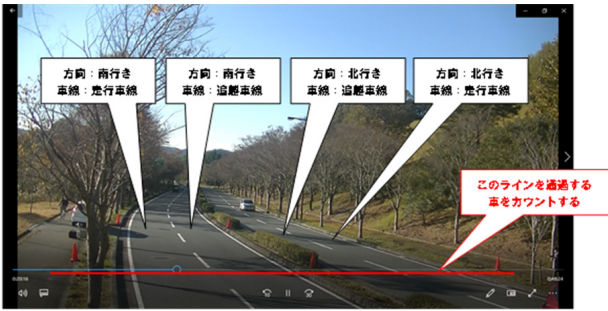 方向：南行き
車線：走行車線
方向：南行き
車線：追越車線
方向：北行き
車線：追越車線
方向：北行き
車線：走行車線
このラインを通過する
車をカウントする